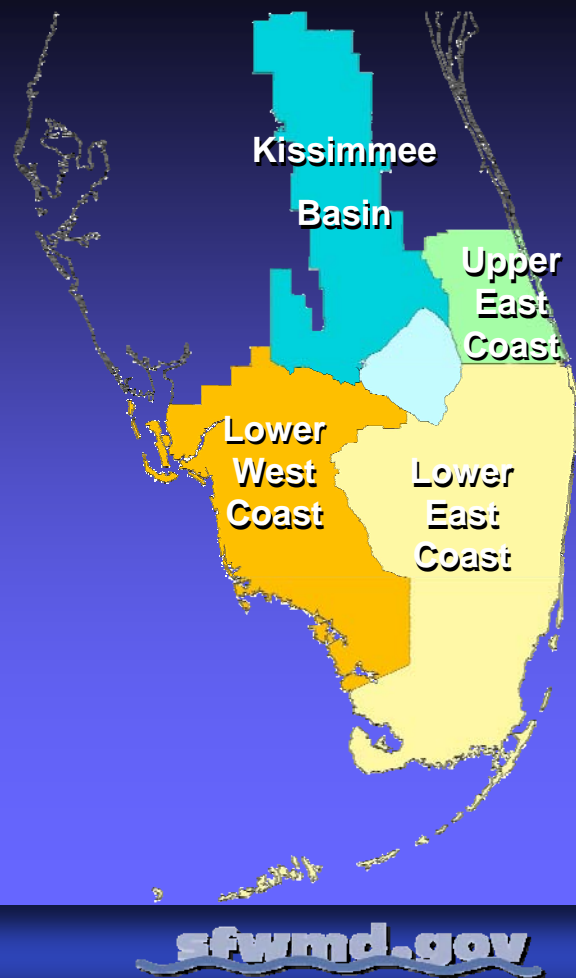 Kissimmee
Basin
Upper
East
Coast
Lower
West
Coast
Lower
East
Coast
sfwmd.gov